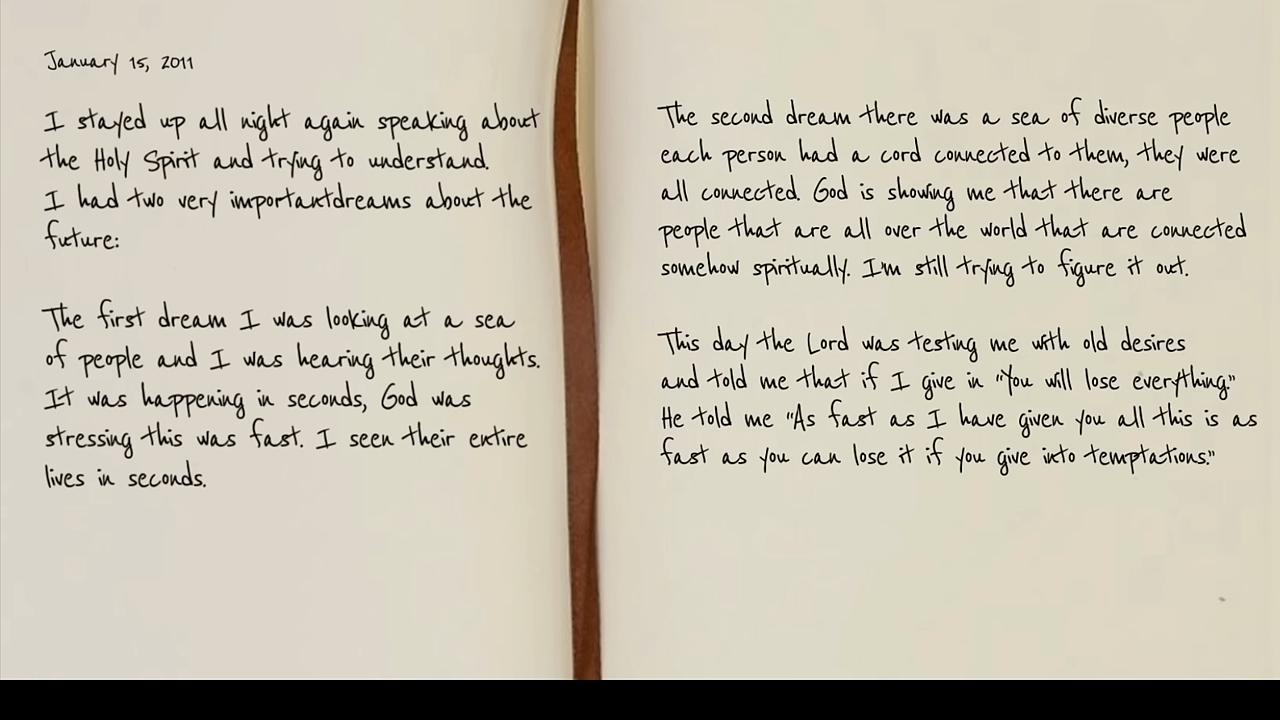 January 15, 2011
I stayed up all night again speaking about
the Holy Spirit and trying to understand.
I had two very importantdreams about the
future:
The first dream I was looking at a sea
of people and I was hearing their thoughts.
It was happening in seconds, God was
stressing this was fast. I seen their entire
lives in seconds.
The second dream there was a sea of diverse people
each person had a cord connected to them, they were
all connected. God is showing me that there are
people that are all over the world that are connected
somehow spiritually. I'm still trying to figure it out.
This day the Lord was testing me with old desires
and told me that if I give in "You will lose everything."
He told me "As fast as I have given you all this is as
fast as you can lose it if you give into temptations."